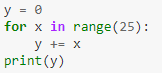 y = 0
for x in range(25):
    y += x
print(y)